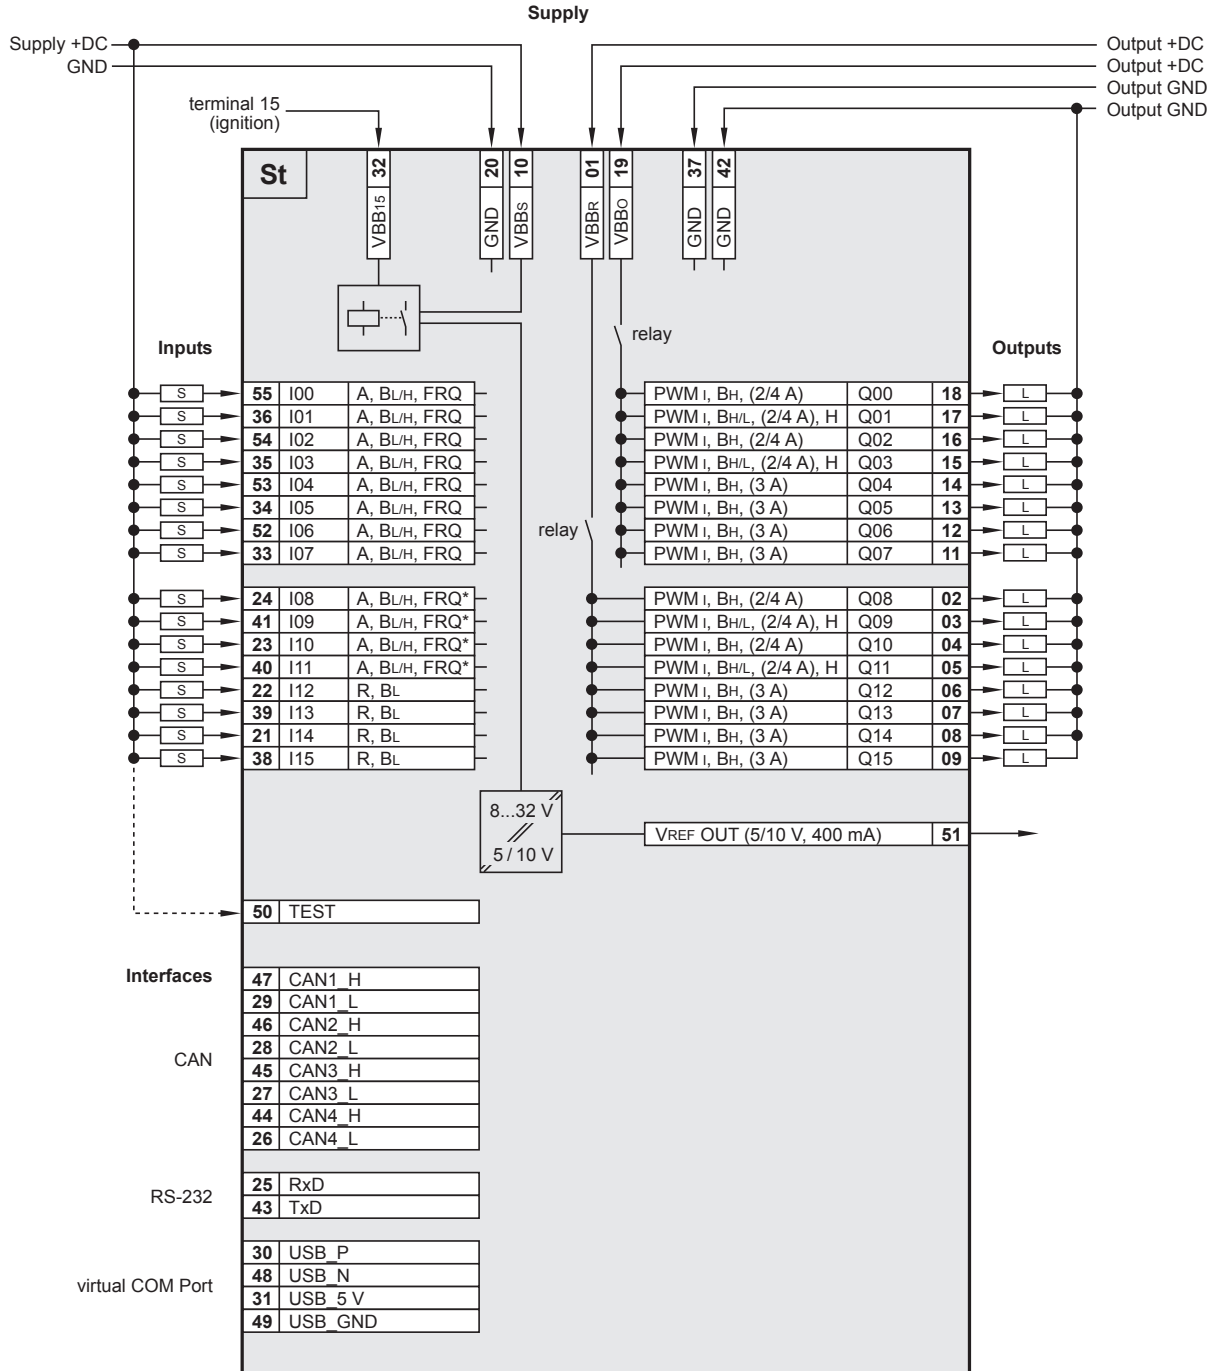 Supply
Supply +DC
GND
terminal 15
(ignition)
Output +DC
Output +DC
Output GND
Output GND
St
32 VBB15
20 GND
10 VBBS
01 VBBR
19 VBBO
37 GND
42 GND
relay
relay
Inputs
Outputs
S 55 I00 A, BL/H, FRQ PWM I, BH, (2/4 A) Q00 18 L
S 36 I01 A, BL/H, FRQ PWM I, BH/L, (2/4 A), H Q01 17 L
S 54 I02 A, BL/H, FRQ PWM I, BH, (2/4 A) Q02 16 L
S 35 I03 A, BL/H, FRQ PWM I, BH/L, (2/4 A), H Q03 15 L
S 53 I04 A, BL/H, FRQ PWM I, BH, (3 A) Q04 14 L
S 34 I05 A, BL/H, FRQ PWM I, BH, (3 A) Q05 13 L
S 52 I06 A, BL/H, FRQ PWM I, BH, (3 A) Q06 12 L
S 33 I07 A, BL/H, FRQ PWM I, BH, (3 A) Q07 11 L
S 24 I08 A, BL/H, FRQ* PWM I, BH, (2/4 A) Q08 02 L
S 41 I09 A, BL/H, FRQ* PWM I, BH/L, (2/4 A), H Q09 03 L
S 23 I10 A, BL/H, FRQ* PWM I, BH, (2/4 A) Q10 04 L
S 40 I11 A, BL/H, FRQ* PWM I, BH/L, (2/4 A), H Q11 05 L
S 22 I12 R, BL PWM I, BH, (3 A) Q12 06 L
S 39 I13 R, BL PWM I, BH, (3 A) Q13 07 L
S 21 I14 R, BL PWM I, BH, (3 A) Q14 08 L
S 38 I15 R, BL PWM I, BH, (3 A) Q15 09 L
8...32 V
5 / 10 V
VREF OUT (5/10 V, 400 mA) 51
50 TEST
Interfaces
CAN
47 CAN1_H
29 CAN1_L
46 CAN2_H
28 CAN2_L
45 CAN3_H
27 CAN3_L
44 CAN4_H
26 CAN4_L
RS-232
25 RxD
43 TxD
virtual COM Port
30 USB_P
48 USB_N
31 USB_5 V
49 USB_GND